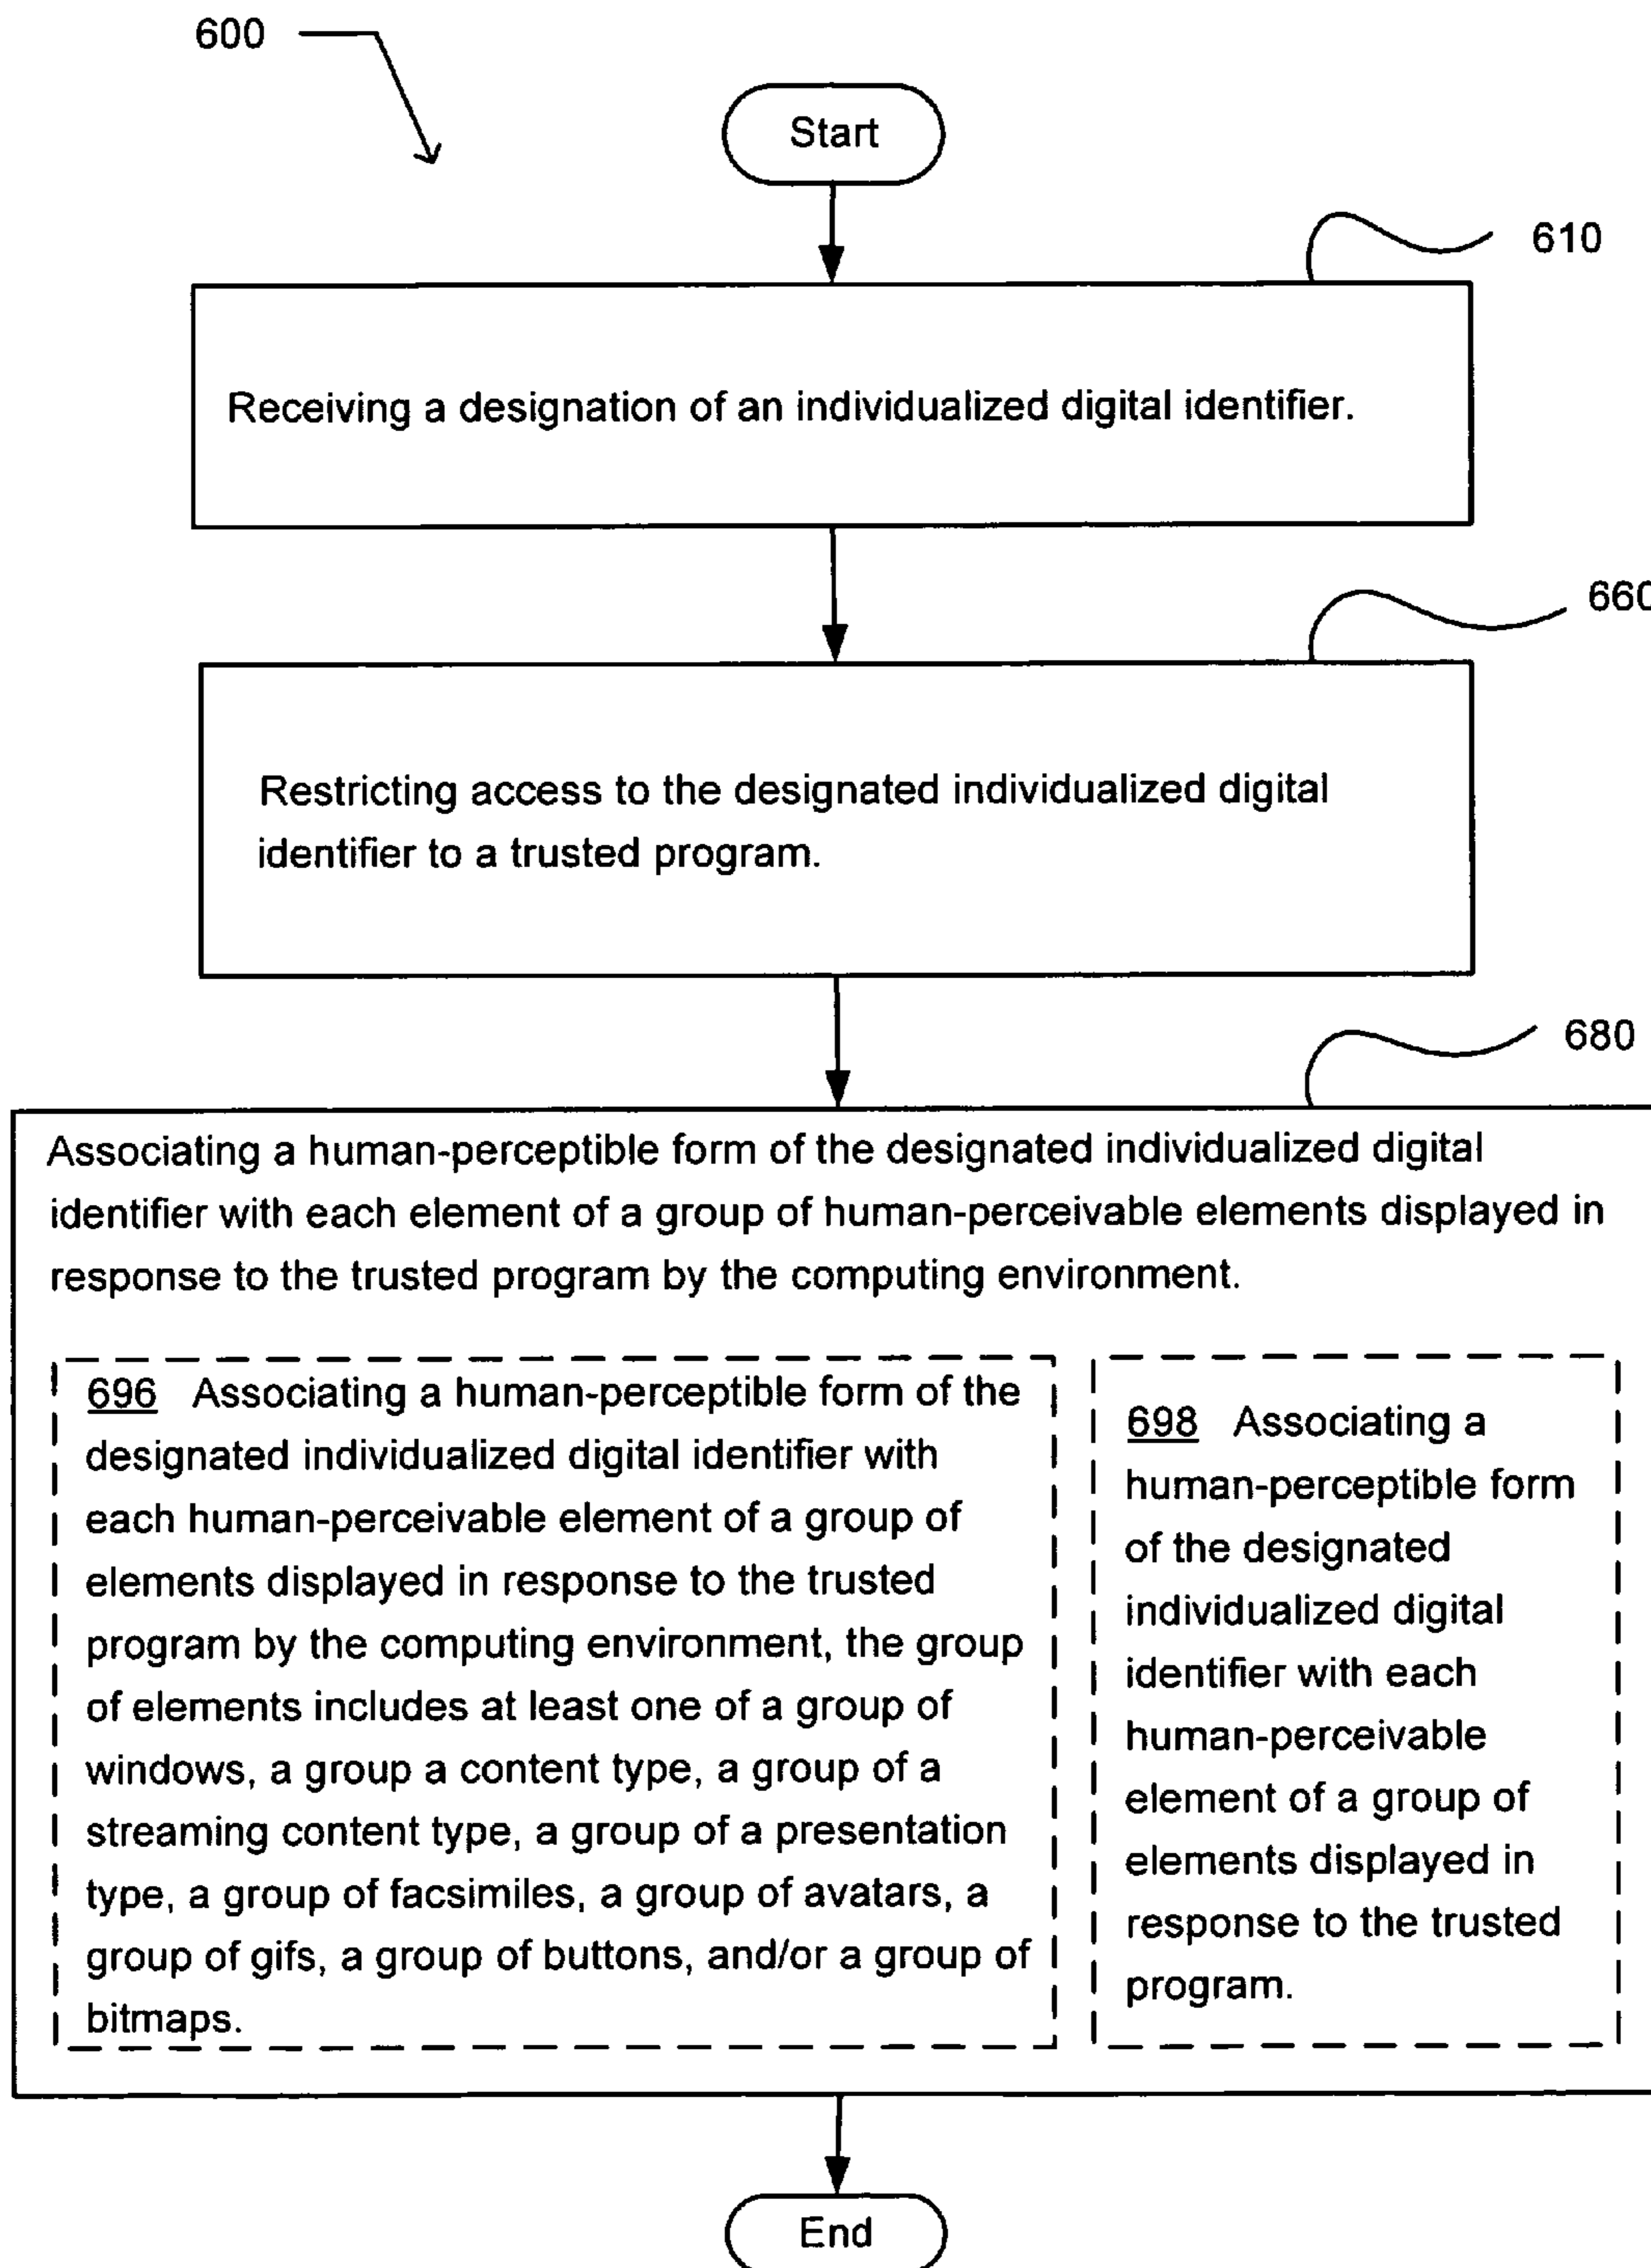 600
Start
610
Receiving a designation of an individualized digital identifier.
660
Restricting access to the designated individualized digital
identifier to a trusted program.
680
Associating a human-perceptible form of the designated individualized digital
identifier with each element of a group of human-perceivable elements displayed in
response to the trusted program by the computing environment.
696 Associating a human-perceptible form of the
designated individualized digital identifier with
each human-perceivable element of a group of
elements displayed in response to the trusted
program by the computing environment, the group
of elements includes at least one of a group of
windows, a group a content type, a group of a
streaming content type, a group of a presentation
type, a group of facsimiles, a group of avatars, a
group of gifs, a group of buttons, and/or a group of
bitmaps.
698 Associating a
human-perceptible form
of the designated
individualized digital
identifier with each
human-perceivable
element of a group of
elements displayed in
response to the trusted
program.
End